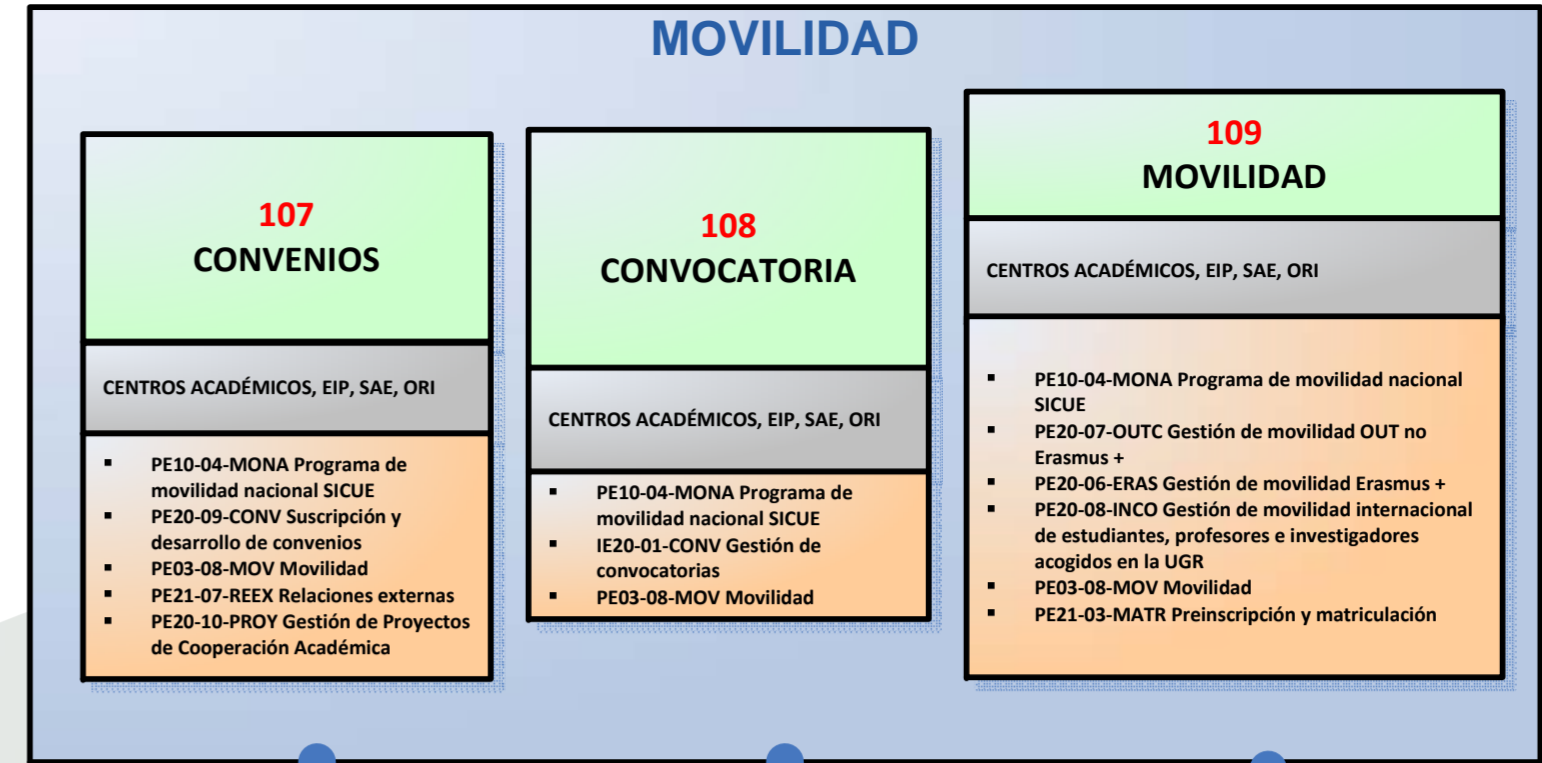 MOVILIDAD
107
CONVENIOS
CENTROS ACADÉMICOS, EIP, SAE, ORI
▪ PE10-04-MONA Programa de
movilidad nacional SICUE
▪ PE20-09-CONV Suscripción y
desarrollo de convenios
▪ PE03-08-MOV Movilidad
▪ PE21-07-REEX Relaciones externas
▪ PE20-10-PROY Gestión de Proyectos
de Cooperación Académica
108
CONVOCATORIA
CENTROS ACADÉMICOS, EIP, SAE, ORI
▪ PE10-04-MONA Programa de
movilidad nacional SICUE
▪ IE20-01-CONV Gestión de
convocatorias
▪ PE03-08-MOV Movilidad
109
MOVILIDAD
CENTROS ACADÉMICOS, EIP, SAE, ORI
▪ PE10-04-MONA Programa de movilidad nacional
SICUE
▪ PE20-07-OUTC Gestión de movilidad OUT no
Erasmus +
▪ PE20-06-ERAS Gestión de movilidad Erasmus +
▪ PE20-08-INCO Gestión de movilidad internacional
de estudiantes, profesores e investigadores
acogidos en la UGR
▪ PE03-08-MOV Movilidad
▪ PE21-03-MATR Preinscripción y matriculación